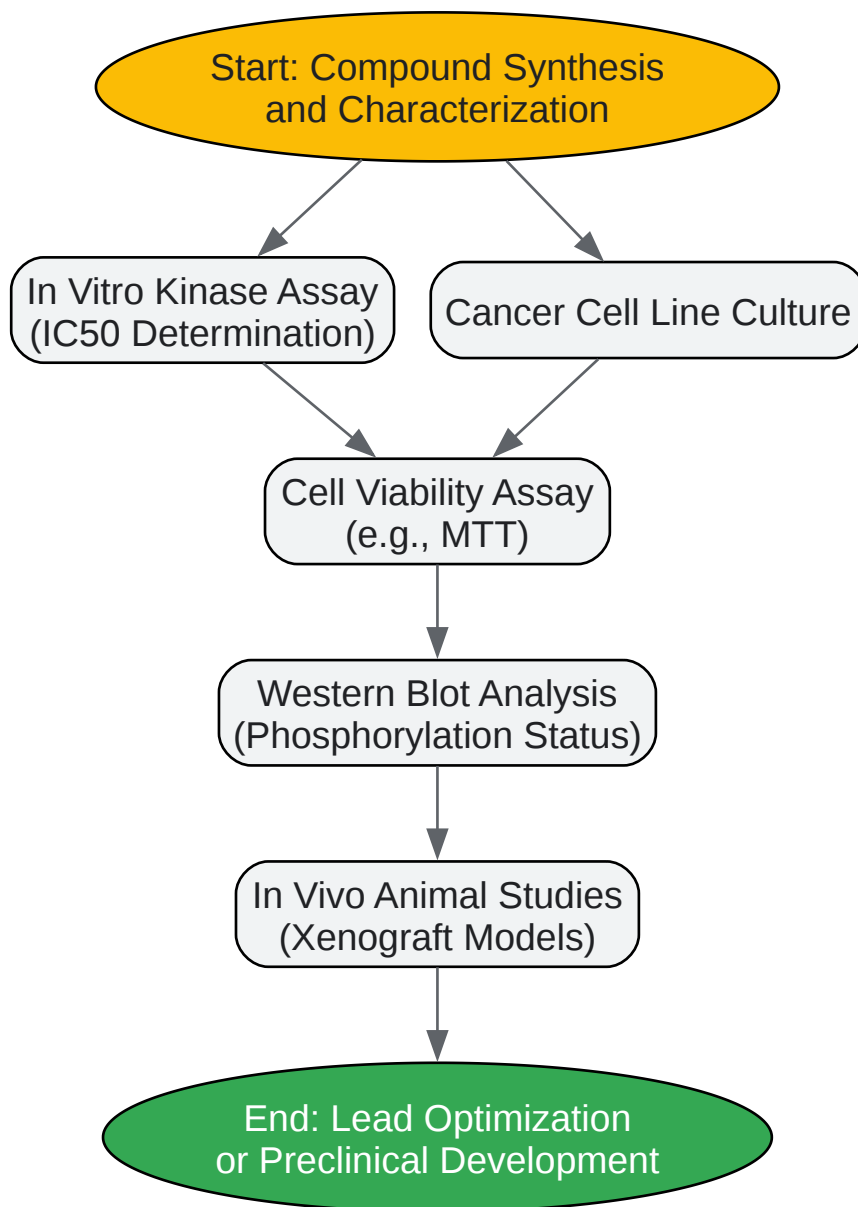 Start: Compound Synthesis
and Characterization
In Vitro Kinase Assay
(IC50 Determination)
Cancer Cell Line Culture
Cell Viability Assay
(e.g., MTT)
Western Blot Analysis
(Phosphorylation Status)
In Vivo Animal Studies
(Xenograft Models)
End: Lead Optimization
or Preclinical Development